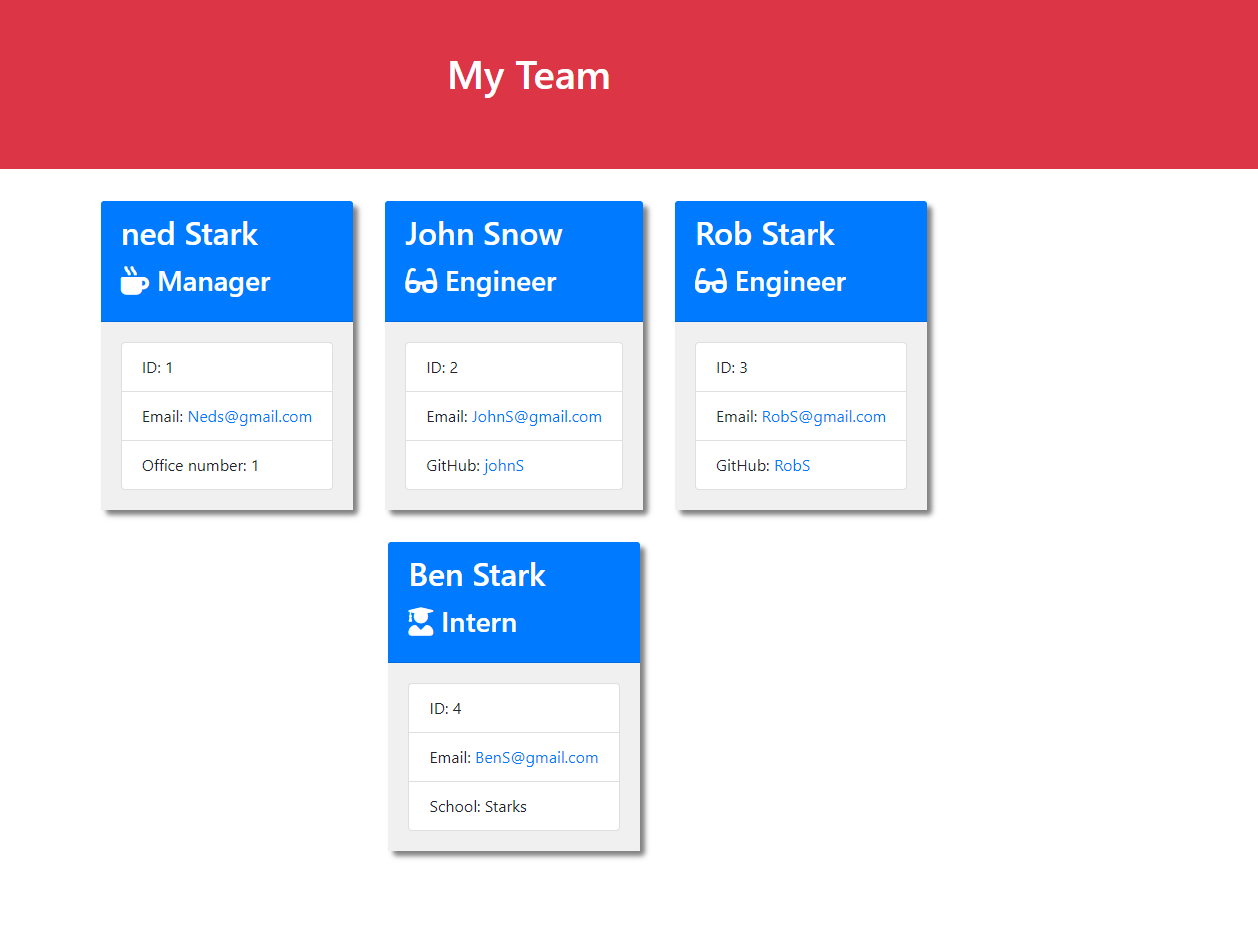 My Team
ned Stark
Manager
ID: 1
Email: Neds@gmail.com
Office number: 1
John Snow
Engineer
ID: 2
Email: JohnS@gmail.com
GitHub: johnS
Rob Stark
Engineer
ID: 3
Email: RobS@gmail.com
GitHub: RobS
Ben Stark
Intern
ID: 4
Email: BenS@gmail.com
School: Starks